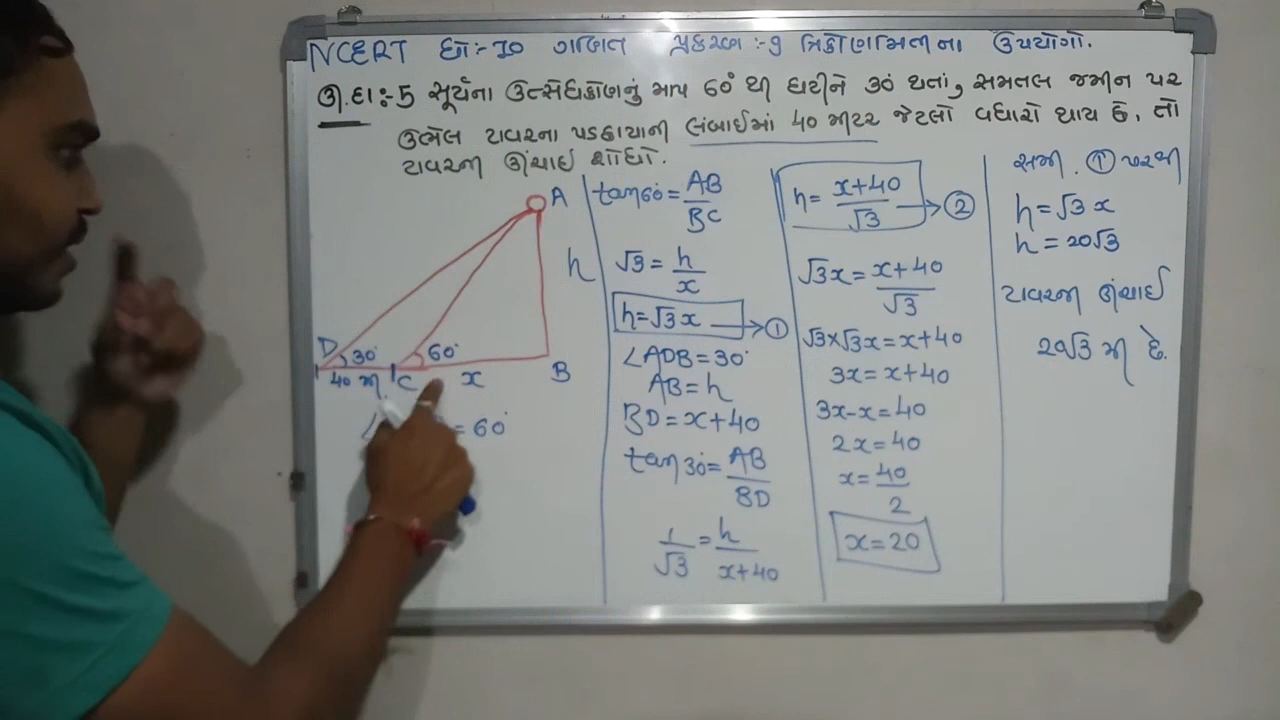 NCERT ધો:-10 ગણિત પ્રકરણ :-9 ત્રિકોણમિતીના ઉપયોગો.
ઉ.દા:-5 સૂર્યના ઉત્સેધકોણનું માપ 60° થી ઘટીને 30 થતાં, સમતલ જમીન પર
ઉભેલ ટાવરના પડછાયાની લંબાઈમાં 40 મીટર જેટલો વધારો થાય છે. તો
ટાવરની ઊંચાઈ શોધો.
A
h
D 30° C 60° B
40 મી. x
= 60°
tan60° = AB/BC
√3 = h/x
h=√3x → ①
∠ADB=30°
AB=h
BD=x+40
tan30° = AB/BD
1/√3 = h/x+40
h= x+40/√3 → ②
√3x = x+40/√3
√3×√3x=x+40
3x=x+40
3x-x=40
2x=40
x=40/2
x=20
સમી. ① પરથી
h=√3x
h=20√3
ટાવરની ઊંચાઈ
20√3 મી છે.